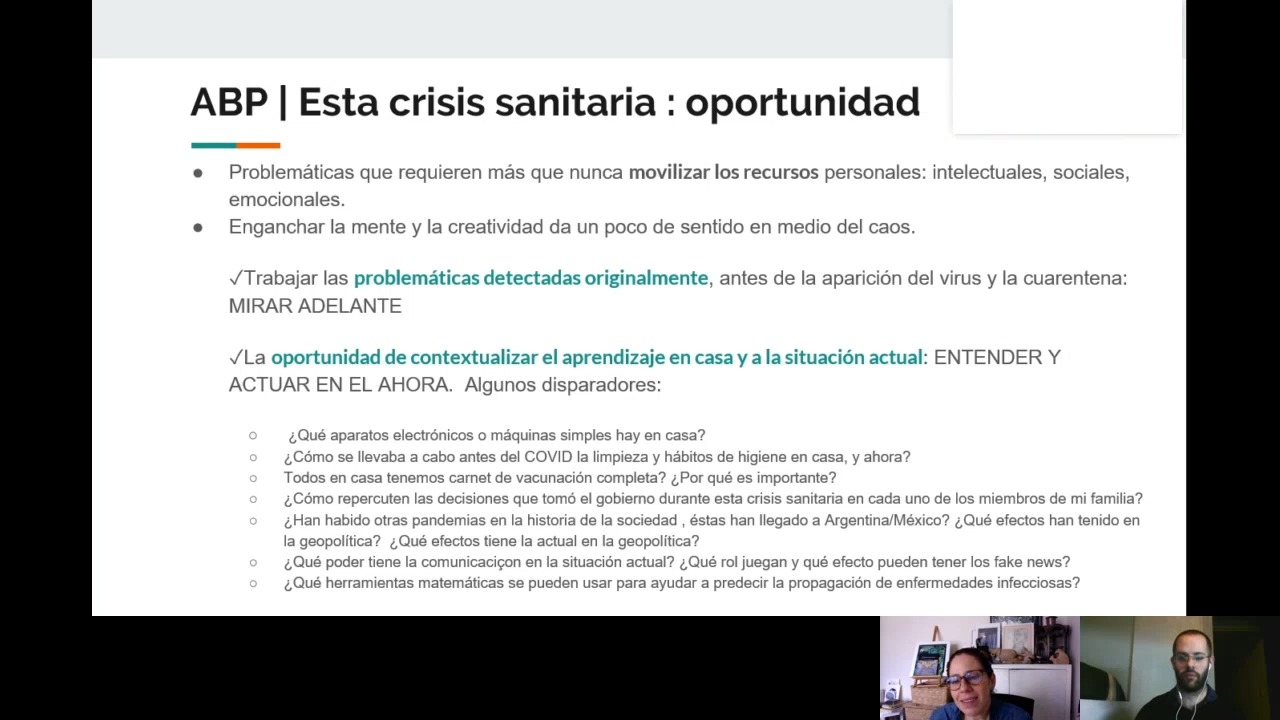 ABP | Esta crisis sanitaria : oportunidad
● Problemáticas que requieren más que nunca movilizar los recursos personales: intelectuales, sociales,
emocionales.
● Enganchar la mente y la creatividad da un poco de sentido en medio del caos.
✓Trabajar las problemáticas detectadas originalmente, antes de la aparición del virus y la cuarentena:
MIRAR ADELANTE
✓La oportunidad de contextualizar el aprendizaje en casa y a la situación actual: ENTENDER Y
ACTUAR EN EL AHORA. Algunos disparadores:
○ ¿Qué aparatos electrónicos o máquinas simples hay en casa?
○ ¿Cómo se llevaba a cabo antes del COVID la limpieza y hábitos de higiene en casa, y ahora?
○ Todos en casa tenemos carnet de vacunación completa? ¿Por qué es importante?
○ ¿Cómo repercuten las decisiones que tomó el gobierno durante esta crisis sanitaria en cada uno de los miembros de mi familia?
○ ¿Han habido otras pandemias en la historia de la sociedad , éstas han llegado a Argentina/México? ¿Qué efectos han tenido en
la geopolítica? ¿Qué efectos tiene la actual en la geopolítica?
○ ¿Qué poder tiene la comunicaciçon en la situación actual? ¿Qué rol juegan y qué efecto pueden tener los fake news?
○ ¿Qué herramientas matemáticas se pueden usar para ayudar a predecir la propagación de enfermedades infecciosas?